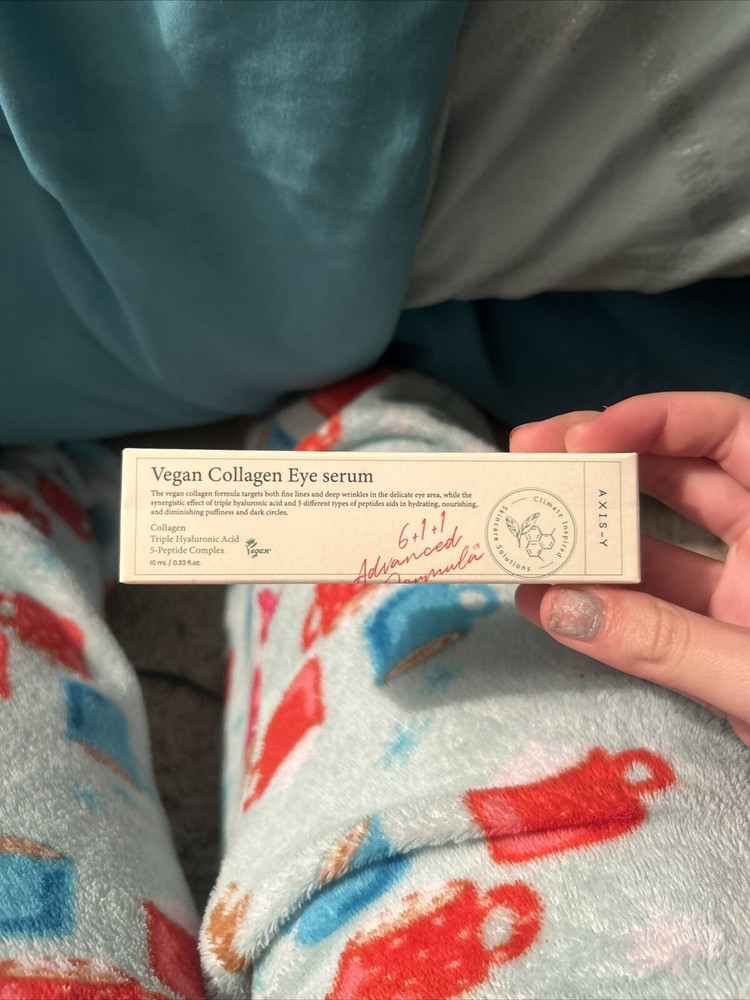 Vegan Collagen Eye serum
The vegan collagen formula targets both fine lines and deep wrinkles in the delicate eye area, while the
synergistic effect of triple hyaluronic acid and 5 different types of peptides aids in hydrating, nourishing,
and diminishing puffiness and dark circles.
Collagen
Triple Hyaluronic Acid
5-Peptide Complex
Vegan
10 mL / 0.33 fl.oz.
6+1+1
Advanced
Formula
Climate Inspired
Skincare Solutions
AXIS-Y